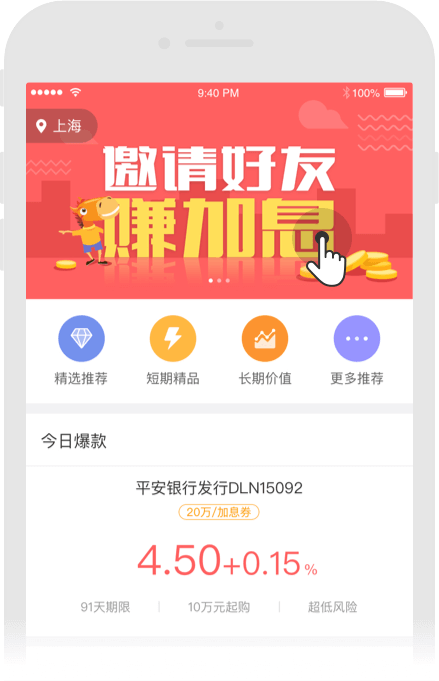 9:40 PM
100%
上海
邀请好友
赚加息
精选推荐
短期精品
长期价值
更多推荐
今日爆款
平安银行发行DLN15092
20万/加息券
4.50+0.15%
91天期限
10万元起购
超低风险